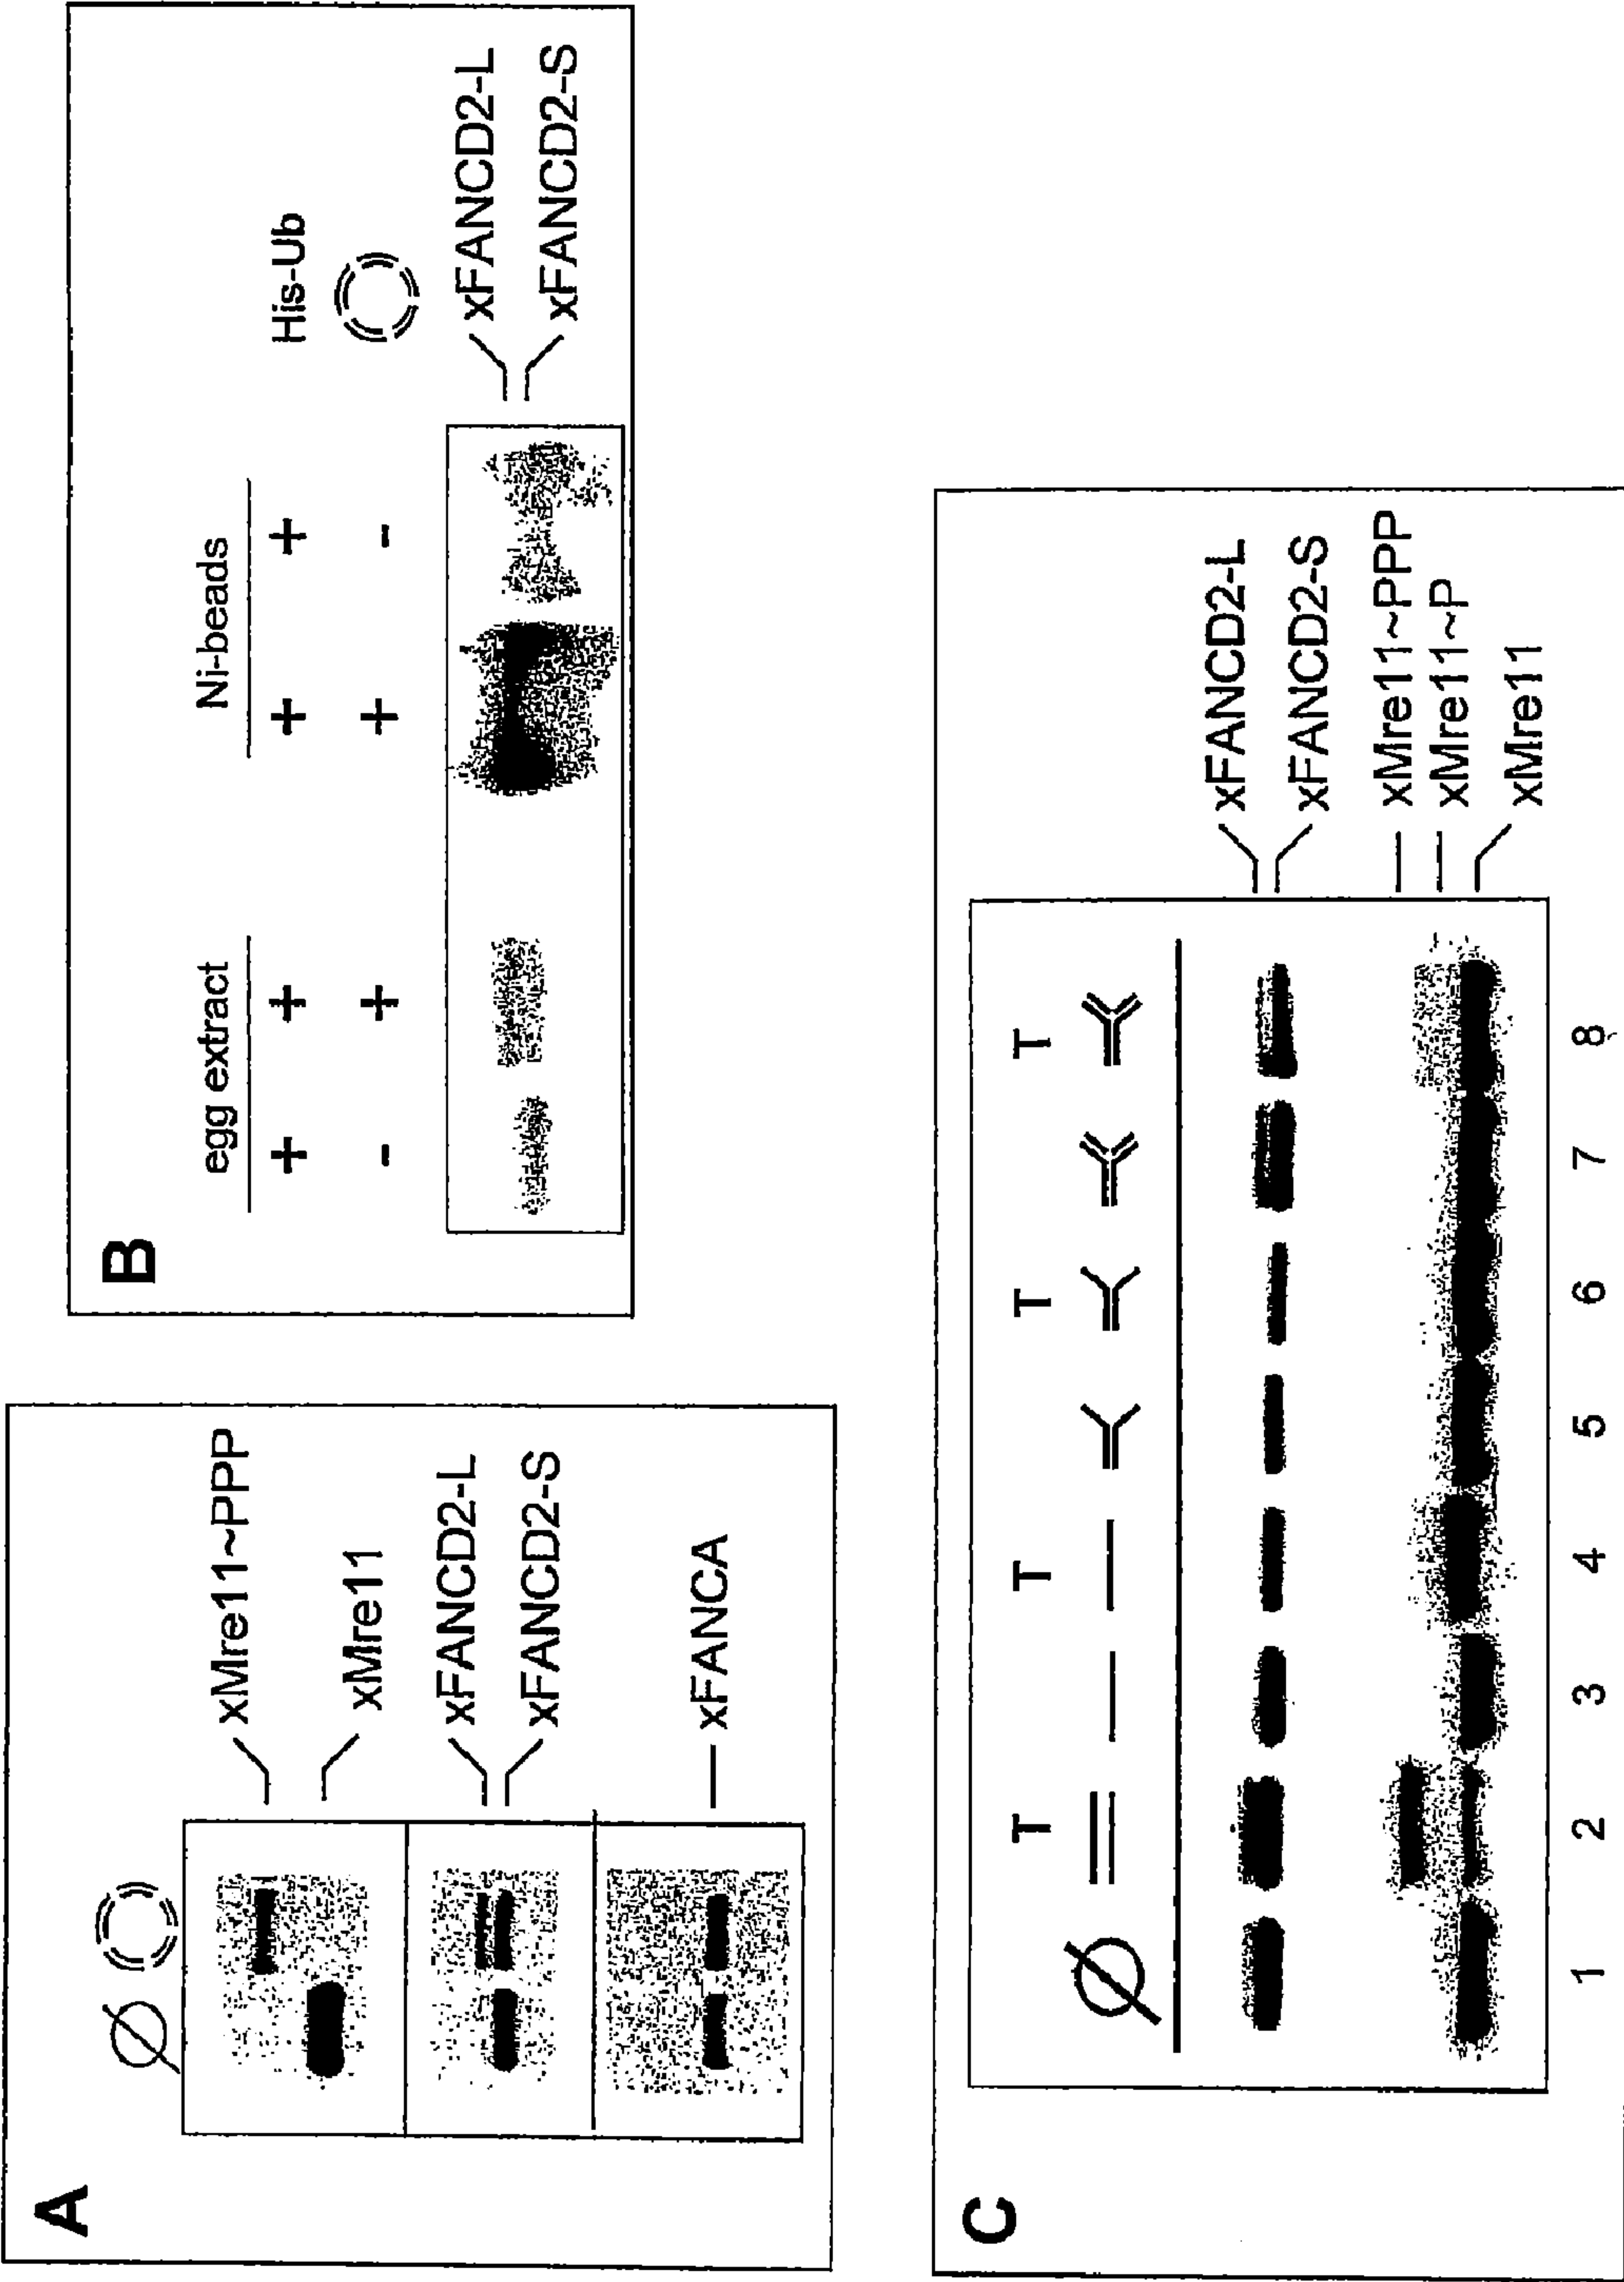 A
xMre11~PPP
xMre11
xFANCD2-L
xFANCD2-S
xFANCA
B
egg extract Ni-beads
+ + + + His-Ub
- + + -
xFANCD2-L
xFANCD2-S
C
T T T T
xFANCD2-L
xFANCD2-S
xMre11~PPP
xMre11~P
xMre11
1 2 3 4 5 6 7 8